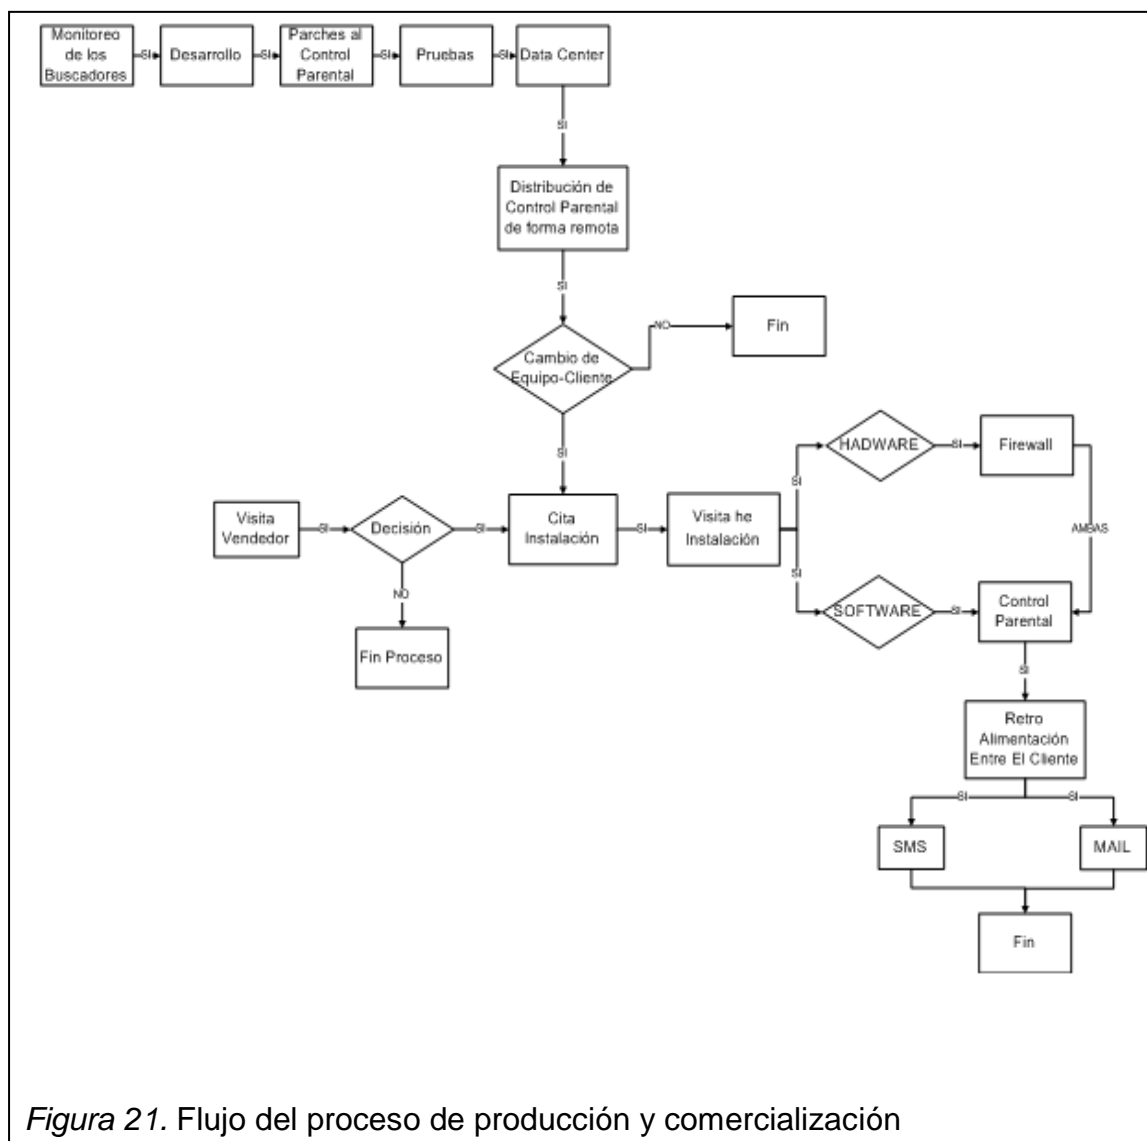 Monitoreo
de los
Buscadores
SI
Desarrollo
SI
Parches al
Control
Parental
SI
Pruebas
SI
Data Center
SI
Distribución de
Control Parental
de forma remota
SI
Cambio de
Equipo-Cliente
NO
Fin
SI
Visita
Vendedor
SI
Decisión
SI
NO
Fin Proceso
Cita
Instalación
SI
Visita he
Instalación
SI
HADWARE
SI
Firewall
AMBAS
SI
SOFTWARE
SI
Control
Parental
SI
Retro
Alimentación
Entre El Cliente
SI
SI
SMS
MAIL
Fin
Figura 21. Flujo del proceso de producción y comercialización